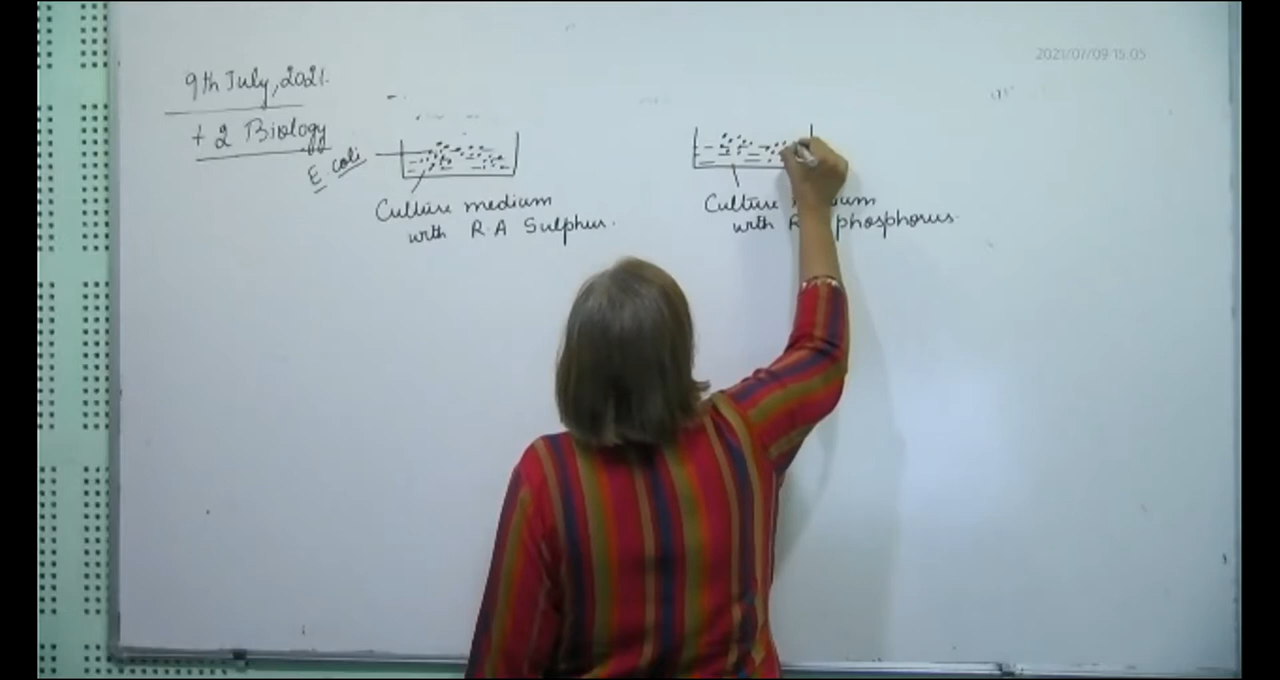 2021/07/09 15:05
9th July, 2021.
+ 2 Biology
E coli
Culture medium
with R.A Sulphur.
Culture
with phosphorus.